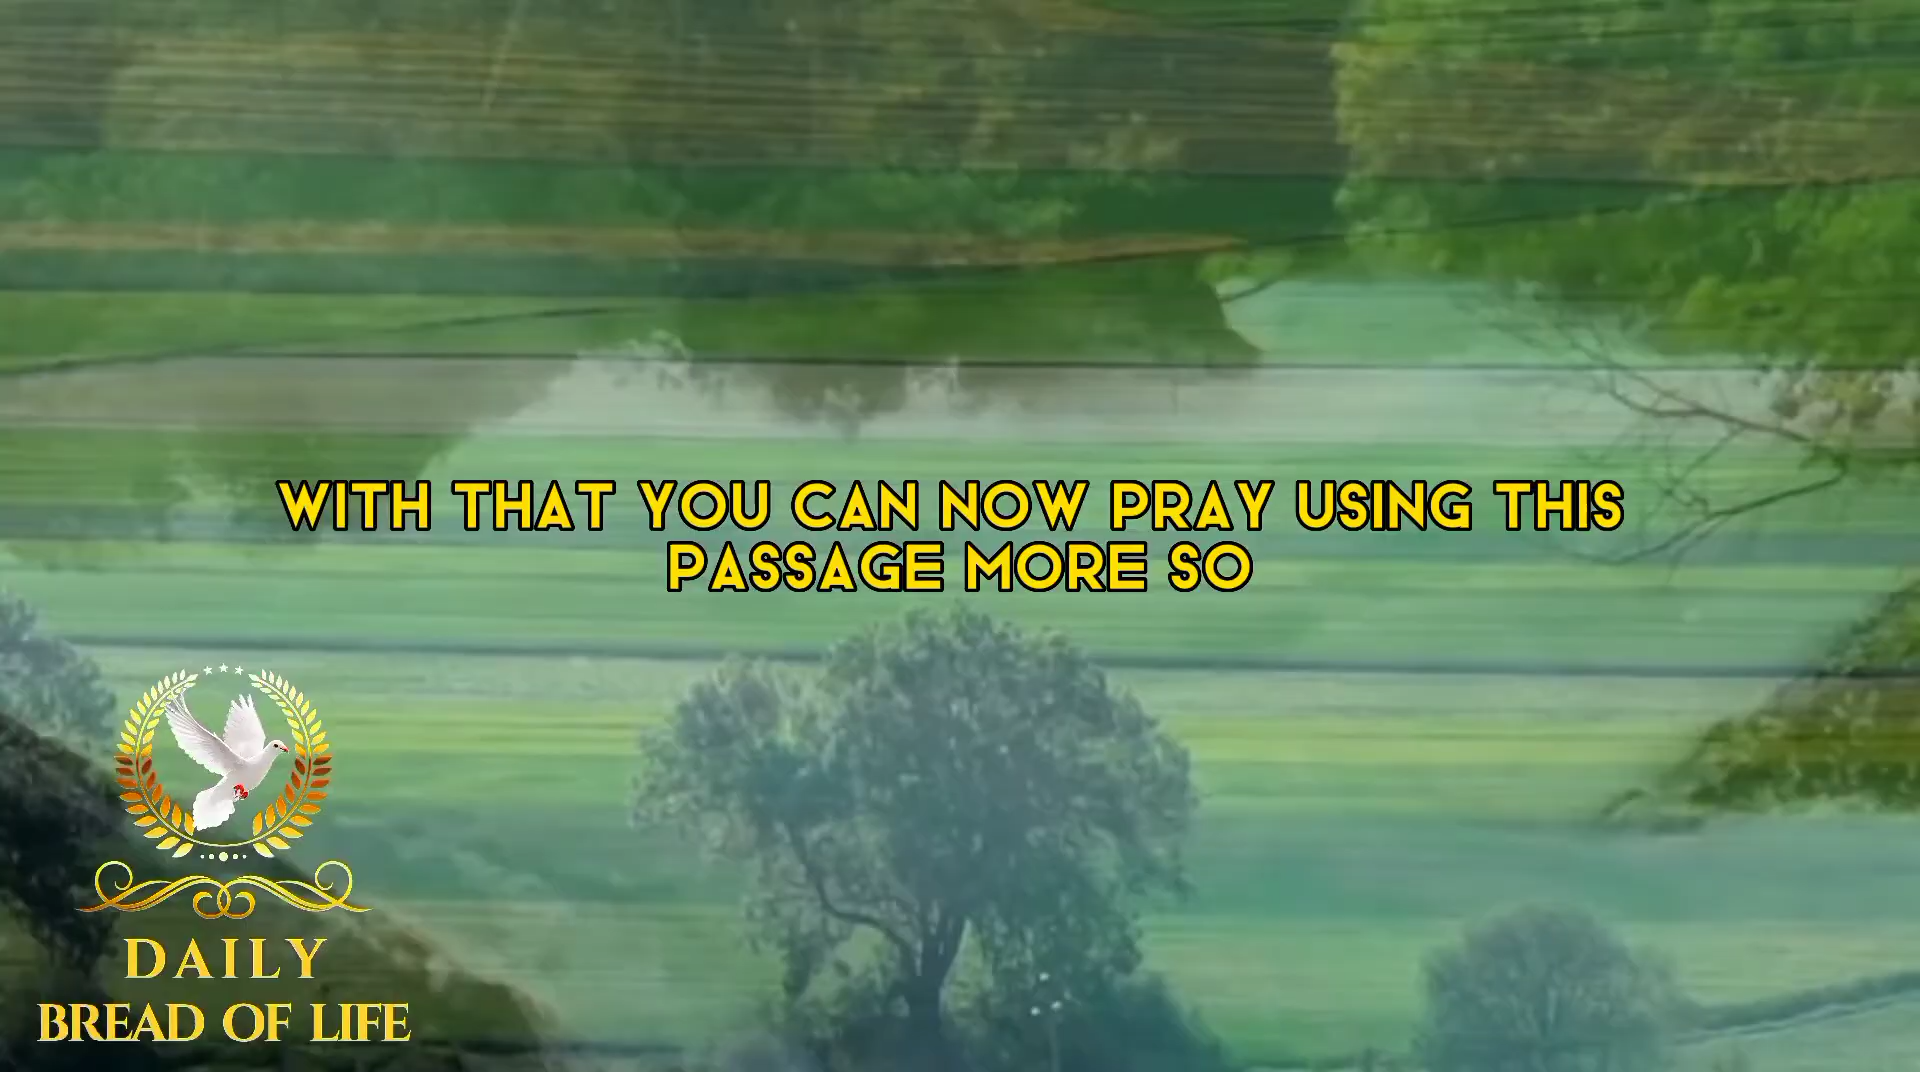 WITH THAT YOU CAN NOW PRAY USING THIS
PASSAGE MORE SO
DAILY
BREAD OF LIFE